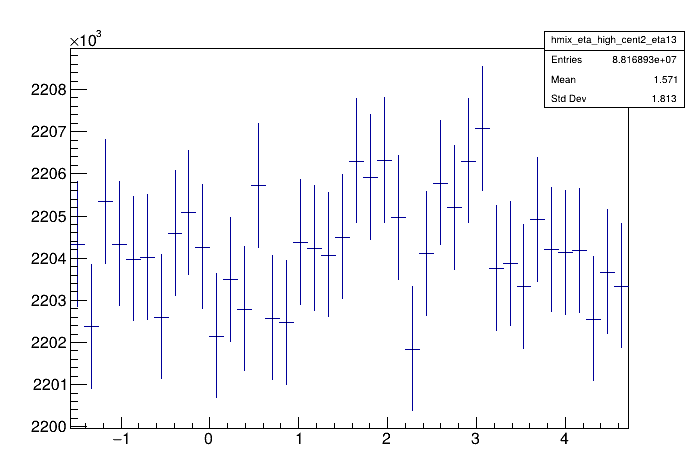 ×10³
hmix_eta_high_cent2_eta13
Entries 8.816893e+07
Mean 1.571
Std Dev 1.813
2208
2207
2206
2205
2204
2203
2202
2201
2200
−1 0 1 2 3 4